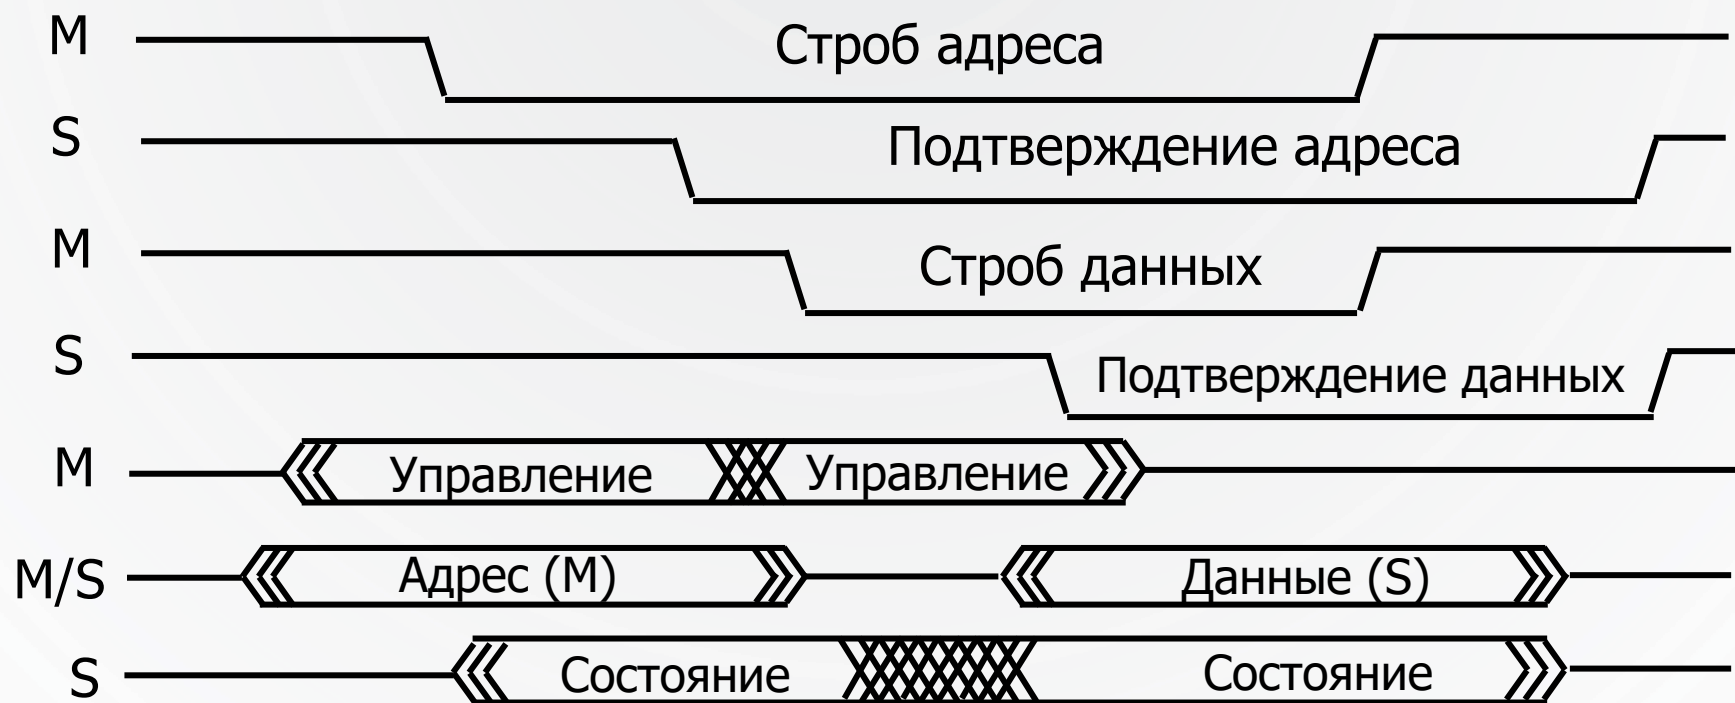 M Строб адреса
S Подтверждение адреса
M Строб данных
S Подтверждение данных
M Управление Управление
M/S Адрес (M) Данные (S)
S Состояние Состояние